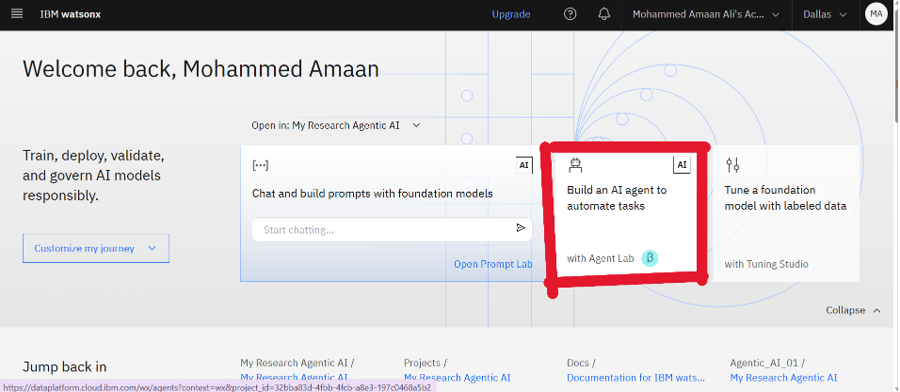 IBM watsonx
Upgrade
Mohammed Amaan Ali's Ac...
Dallas
MA
Welcome back, Mohammed Amaan
Open in: My Research Agentic AI
Train, deploy, validate,
and govern AI models
responsibly.
Customize my journey
[...]
AI
Chat and build prompts with foundation models
Start chatting...
Open Prompt Lab
AI
Build an AI agent to
automate tasks
with Agent Lab β
Tune a foundation
model with labeled data
with Tuning Studio
Collapse
Jump back in
My Research Agentic AI /
My Research Agentic AI
Projects /
My Research Agentic AI
Docs /
Documentation for IBM wats...
Agentic_AI_01 /
My Research Agentic AI
https://dataplatform.cloud.ibm.com/wx/agents?context=wx&project_id=32bba83d-4fbb-4fcb-a8e3-197c0468a5b2